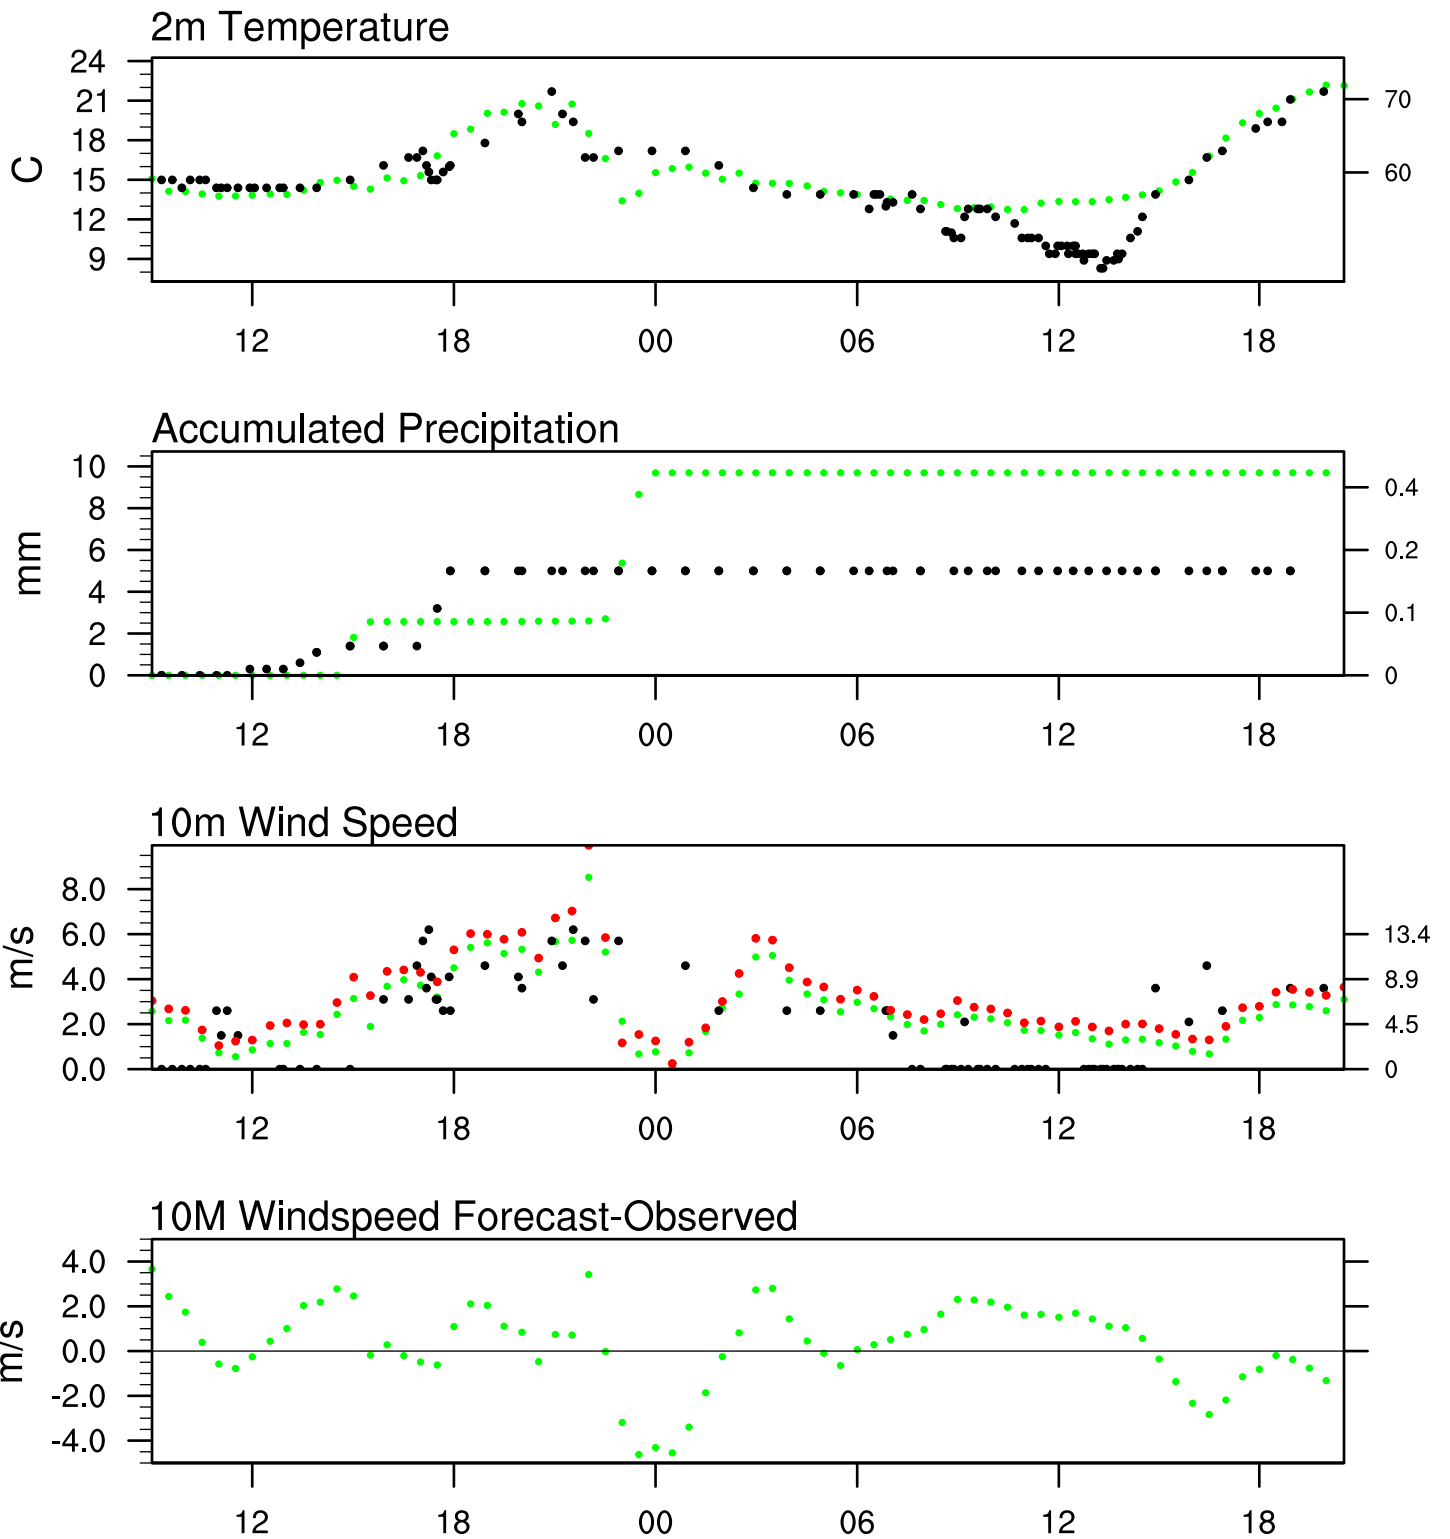 2m Temperature
24
21
18
15
12
9
C
70
60
12 18 00 06 12 18
Accumulated Precipitation
10
8
6
4
2
0
mm
0.4
0.2
0.1
0
12 18 00 06 12 18
10m Wind Speed
8.0
6.0
4.0
2.0
0.0
m/s
13.4
8.9
4.5
0
12 18 00 06 12 18
10M Windspeed Forecast-Observed
4.0
2.0
0.0
-2.0
-4.0
m/s
12 18 00 06 12 18